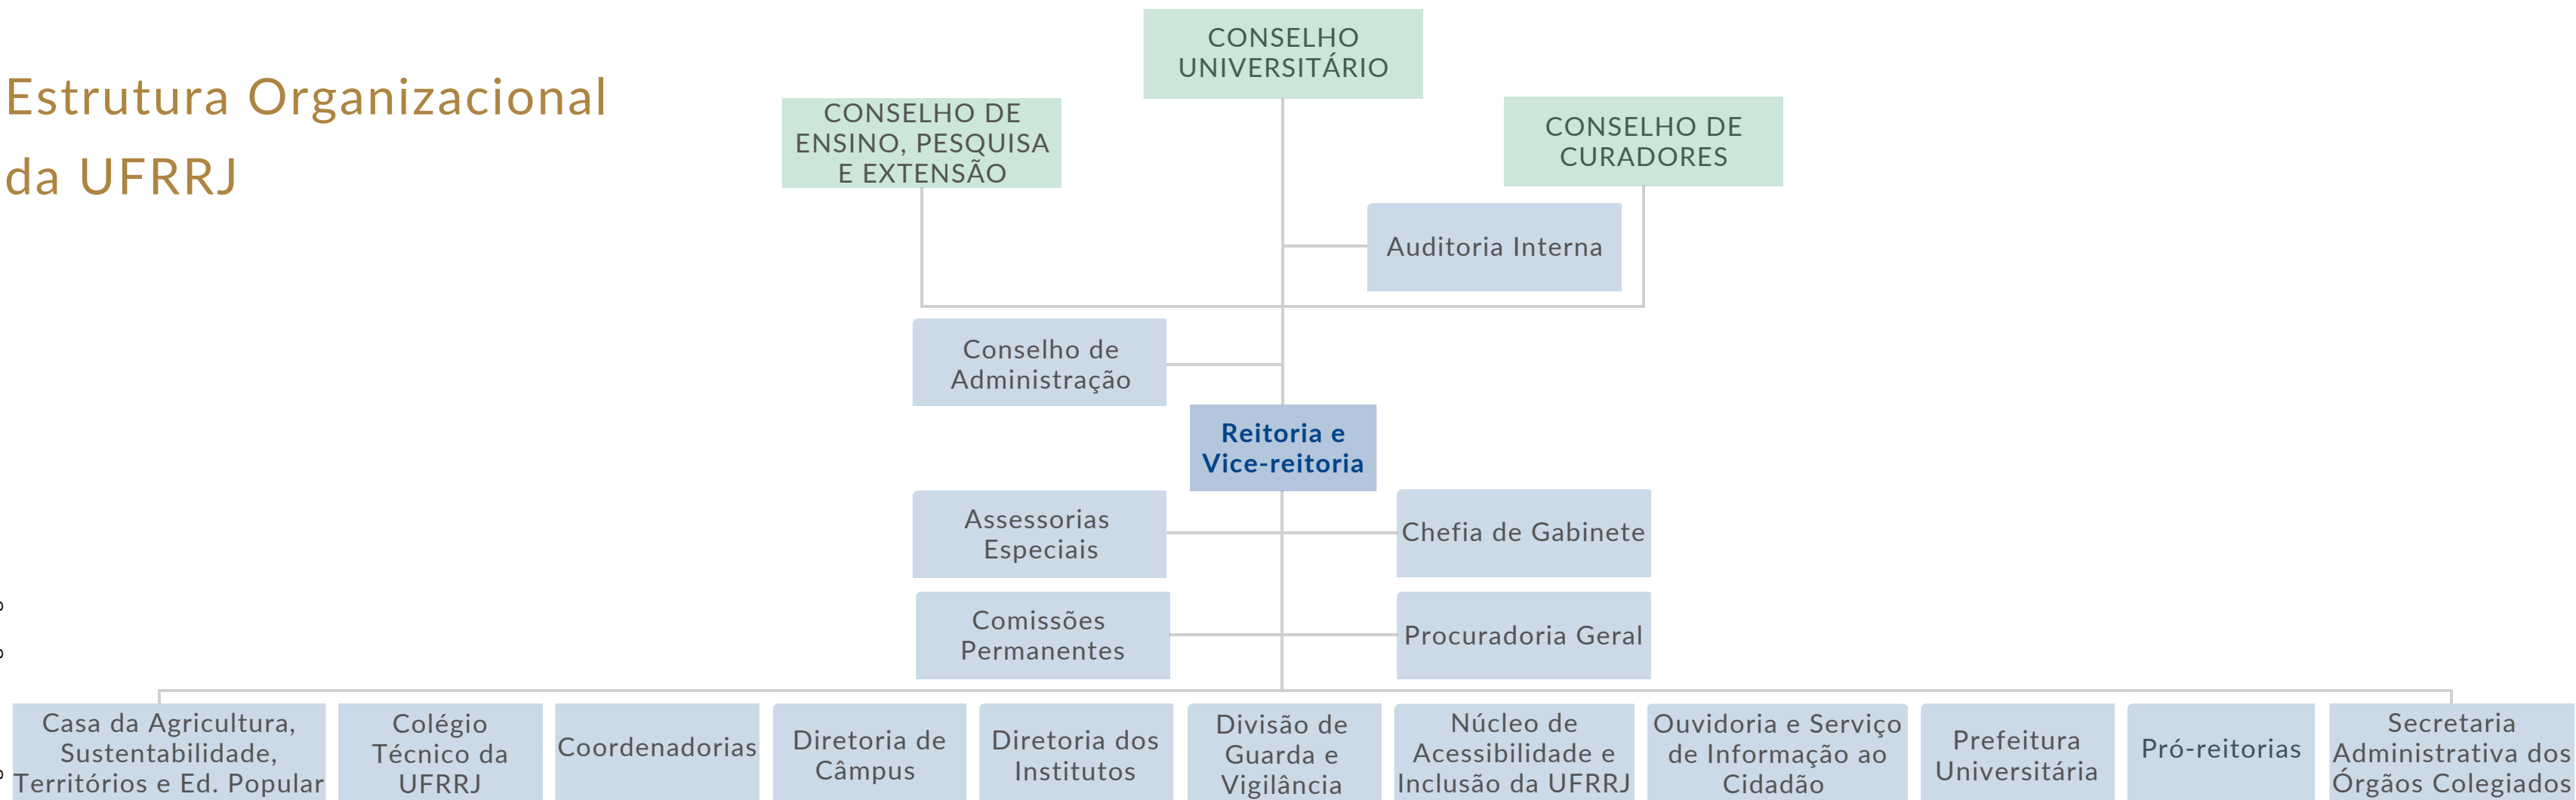 Estrutura Organizacional
da UFRRJ
CONSELHO
UNIVERSITÁRIO
CONSELHO DE
ENSINO, PESQUISA
E EXTENSÃO
CONSELHO DE
CURADORES
Auditoria Interna
Conselho de
Administração
Reitoria e
Vice-reitoria
Assessorias
Especiais
Chefia de Gabinete
Comissões
Permanentes
Procuradoria Geral
Casa da Agricultura,
Sustentabilidade,
Territórios e Ed. Popular
Colégio
Técnico da
UFRRJ
Coordenadorias
Diretoria de
Câmpus
Diretoria dos
Institutos
Divisão de
Guarda e
Vigilância
Núcleo de
Acessibilidade e
Inclusão da UFRRJ
Ouvidoria e Serviço
de Informação ao
Cidadão
Prefeitura
Universitária
Pró-reitorias
Secretaria
Administrativa dos
Órgãos Colegiados